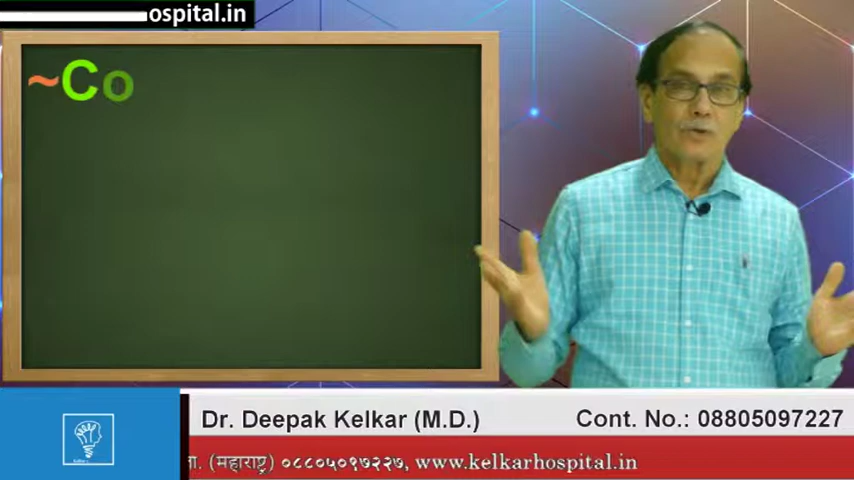 ospital.in
~Co
Dr. Deepak Kelkar (M.D.)
Cont. No.: 08805097227
(महाराष्ट्र) ०८८०५०९७२२७, www.kelkarhospital.in